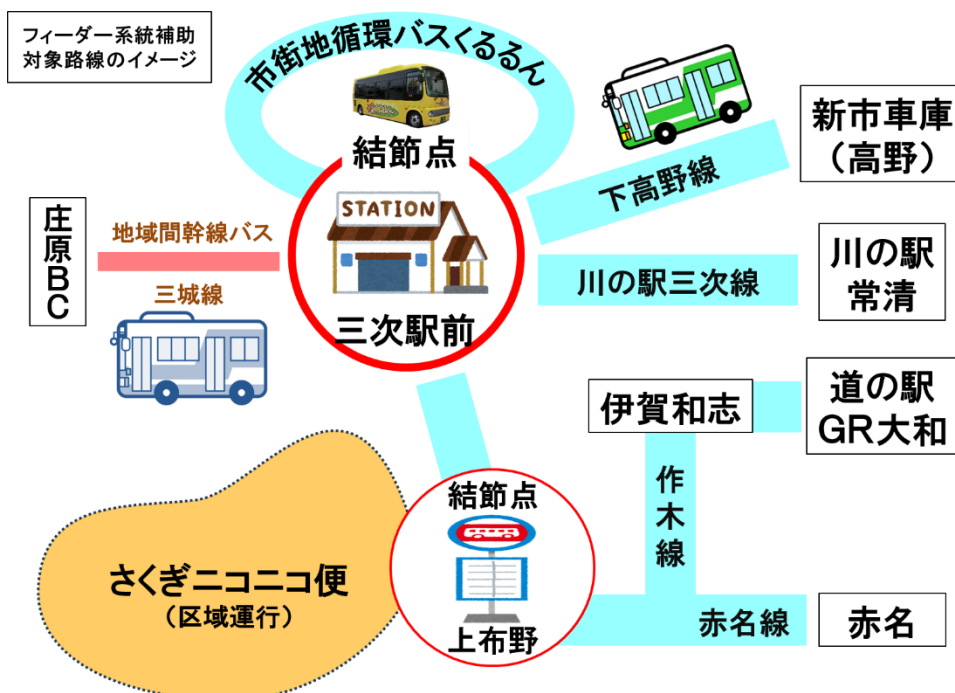 フィーダー系統補助
対象路線のイメージ
市街地循環バスくるるん
結節点
STATION
三次駅前
下高野線
新市車庫
(高野)
庄原BC
地域間幹線バス
三城線
川の駅三次線
川の駅
常清
伊賀和志
道の駅
GR大和
作木線
結節点
上布野
さくぎニコニコ便
(区域運行)
赤名線
赤名